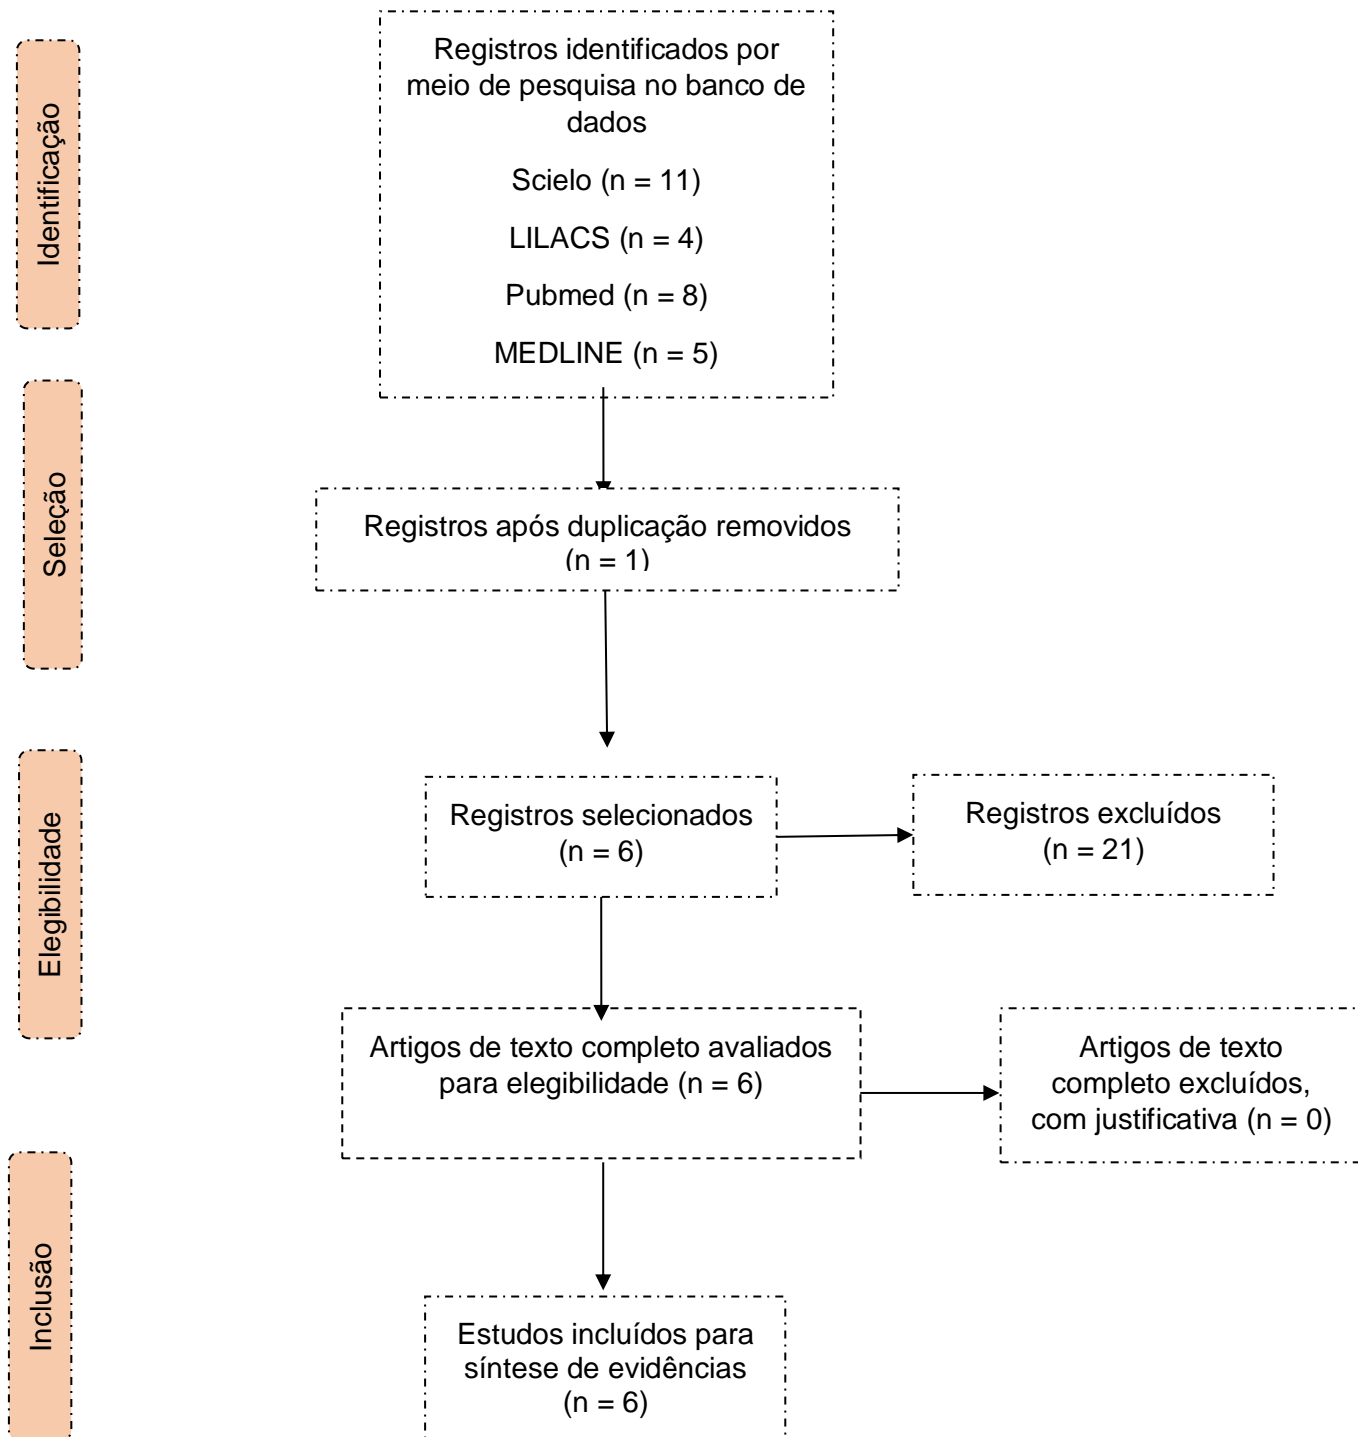 Identificação
Registros identificados por
meio de pesquisa no banco de
dados
Scielo (n = 11)
LILACS (n = 4)
Pubmed (n = 8)
MEDLINE (n = 5)
Seleção
Registros após duplicação removidos
(n = 1)
Elegibilidade
Registros selecionados
(n = 6)
Registros excluídos
(n = 21)
Artigos de texto completo avaliados
para elegibilidade (n = 6)
Artigos de texto
completo excluídos,
com justificativa (n = 0)
Inclusão
Estudos incluídos para
síntese de evidências
(n = 6)